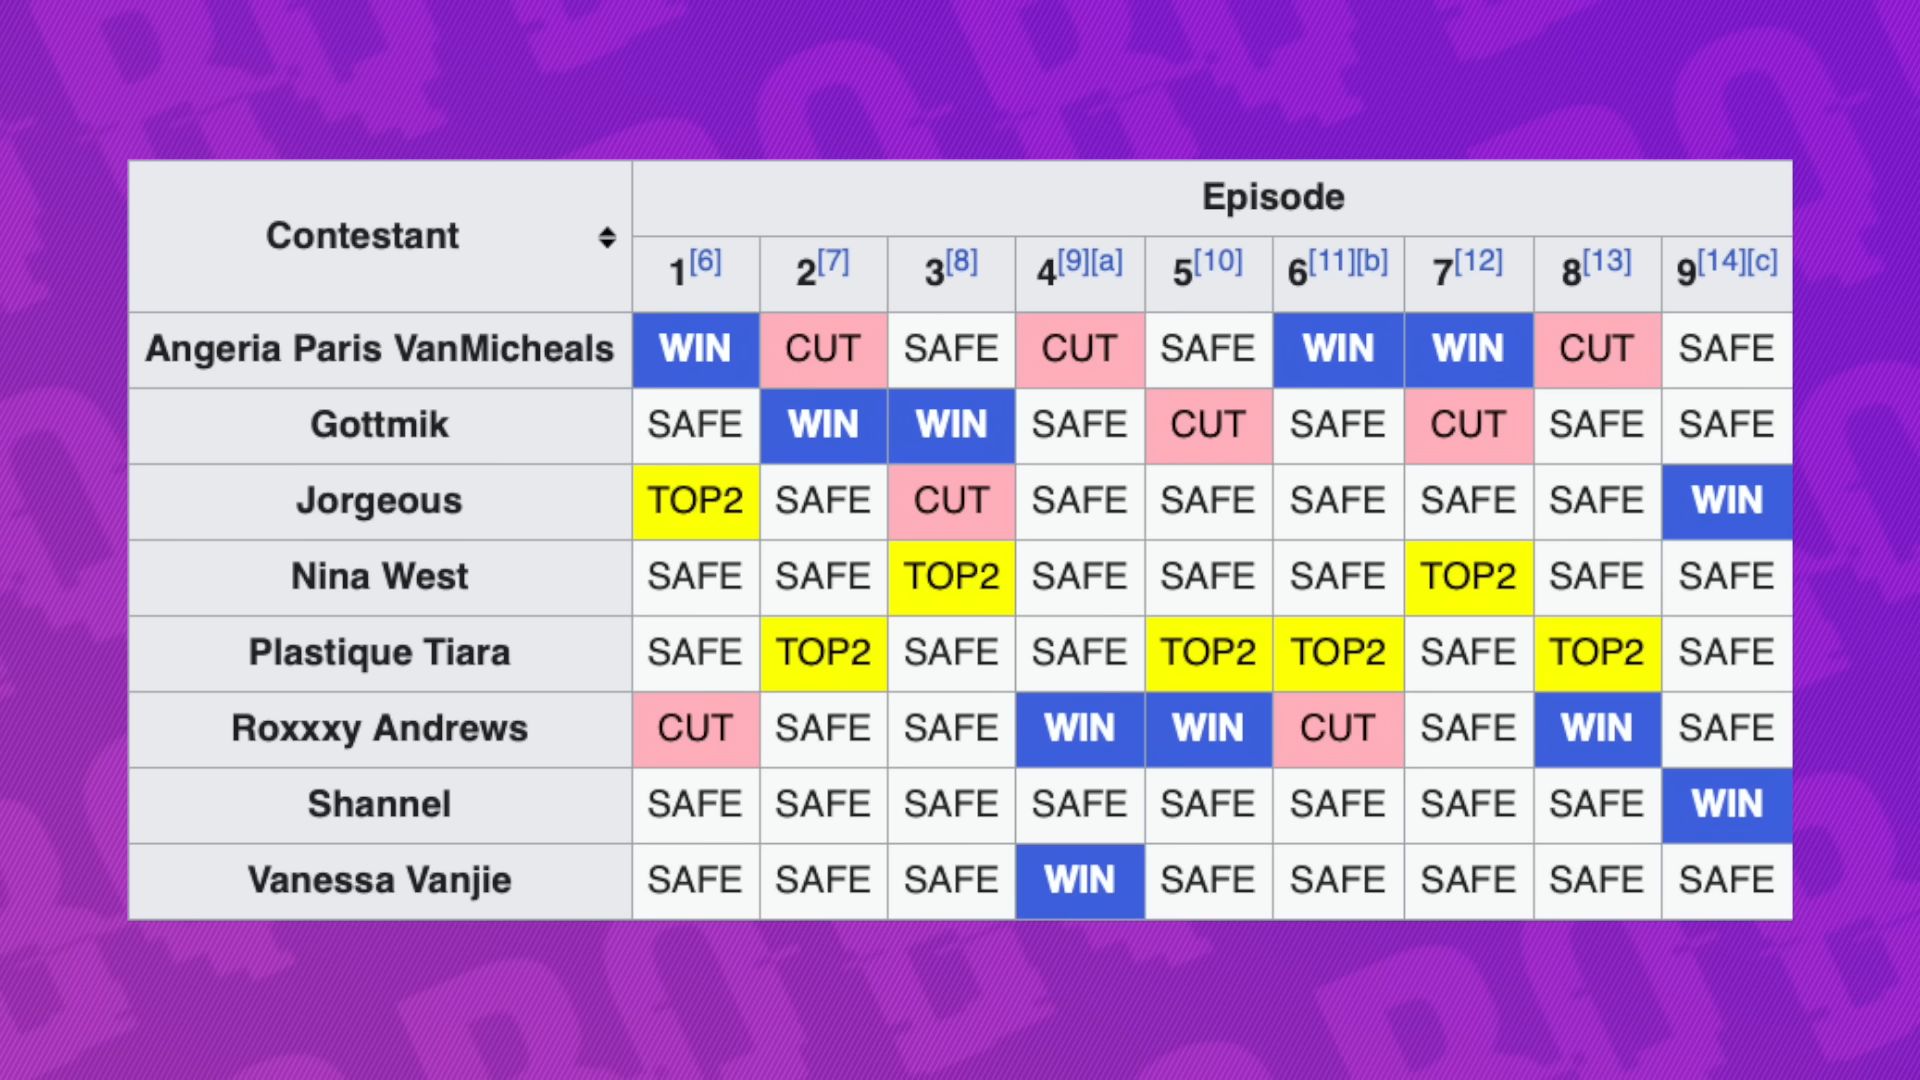 Contestant
Episode
1[6] 2[7] 3[8] 4[9][a] 5[10] 6[11][b] 7[12] 8[13] 9[14][c]
Angeria Paris VanMicheals WIN CUT SAFE CUT SAFE WIN WIN CUT SAFE
Gottmik SAFE WIN WIN SAFE CUT SAFE CUT SAFE SAFE
Jorgeous TOP2 SAFE CUT SAFE SAFE SAFE SAFE SAFE WIN
Nina West SAFE SAFE TOP2 SAFE SAFE SAFE TOP2 SAFE SAFE
Plastique Tiara SAFE TOP2 SAFE SAFE TOP2 TOP2 SAFE TOP2 SAFE
Roxxxy Andrews CUT SAFE SAFE WIN WIN CUT SAFE WIN SAFE
Shannel SAFE SAFE SAFE SAFE SAFE SAFE SAFE SAFE WIN
Vanessa Vanjie SAFE SAFE SAFE WIN SAFE SAFE SAFE SAFE SAFE